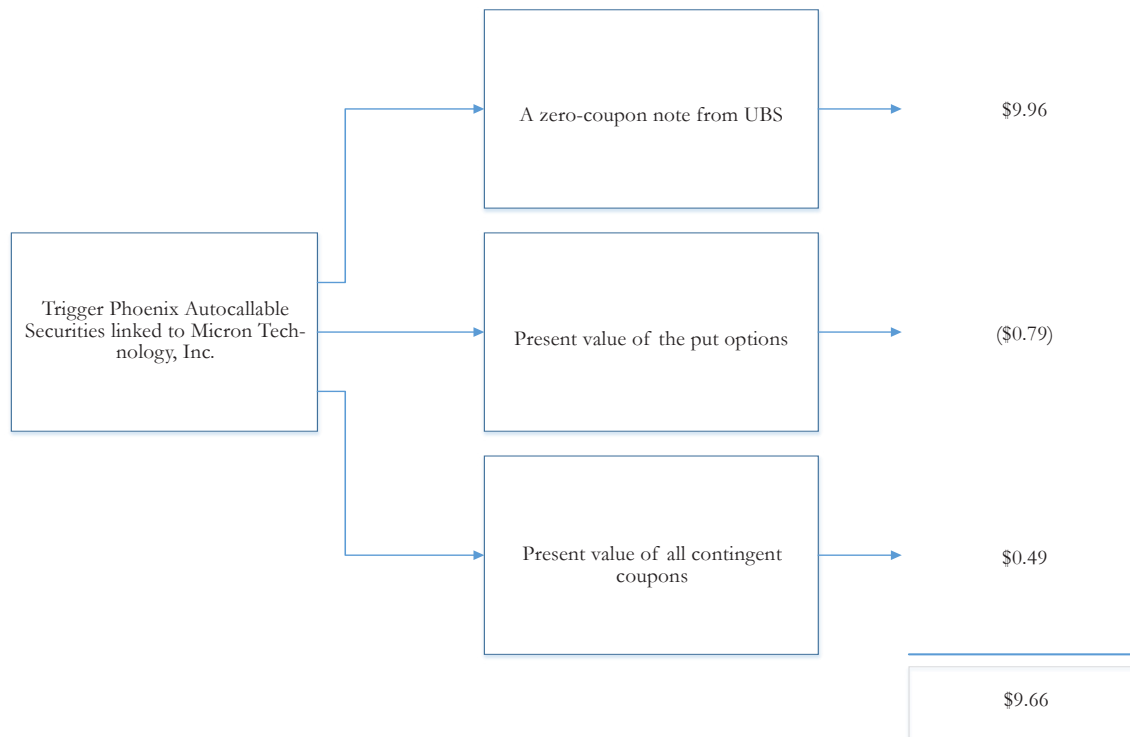 A zero-coupon note from UBS
$9.96
Trigger Phoenix Autocallable
Securities linked to Micron Tech-
nology, Inc.
Present value of the put options
($0.79)
Present value of all contingent
coupons
$0.49
$9.66